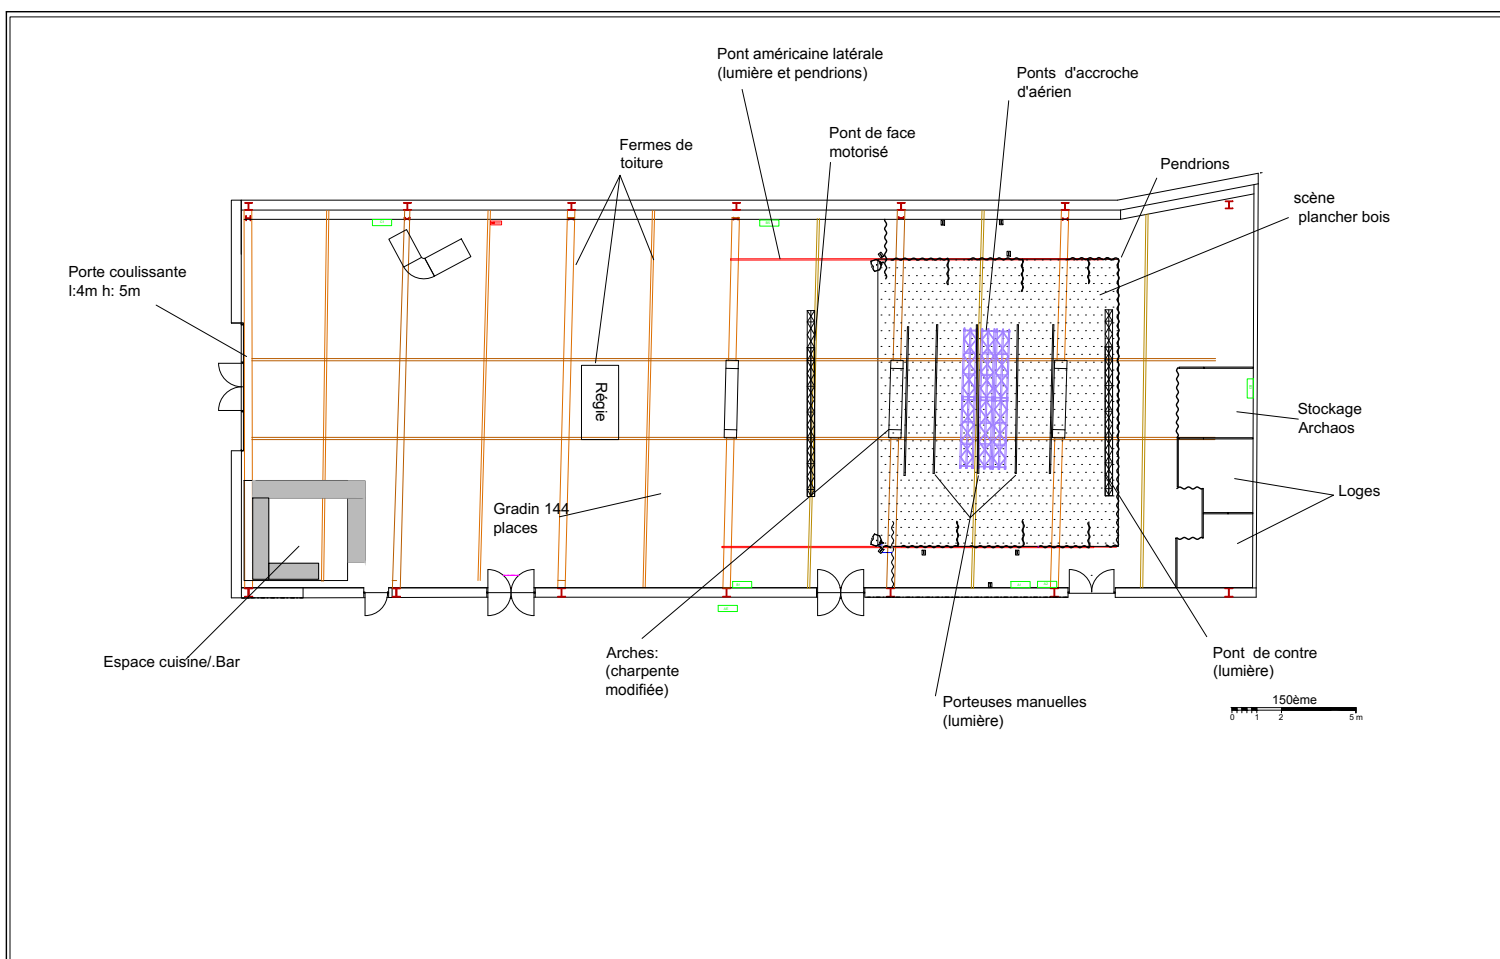 Pont américaine latérale
(lumière et pendrions)
Ponts d'accroche
d'aérien
Pont de face
motorisé
Fermes de
toiture
Pendrions
scène
plancher bois
Porte coulissante
l:4m h: 5m
Régie
Stockage
Archaos
Loges
Gradin 144
places
Espace cuisine/.Bar
Arches:
(charpente
modifiée)
Porteuses manuelles
(lumière)
Pont de contre
(lumière)
150ème
0 1 2 5 m